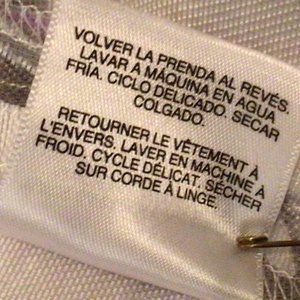 VOLVER LA PRENDA AL REVÉS.
LAVAR A MÁQUINA EN AGUA
FRÍA. CICLO DELICADO. SECAR
COLGADO.
RETOURNER LE VÊTEMENT À
L'ENVERS. LAVER EN MACHINE À
FROID, CYCLE DÉLICAT. SÉCHER
SUR CORDE À LINGE.